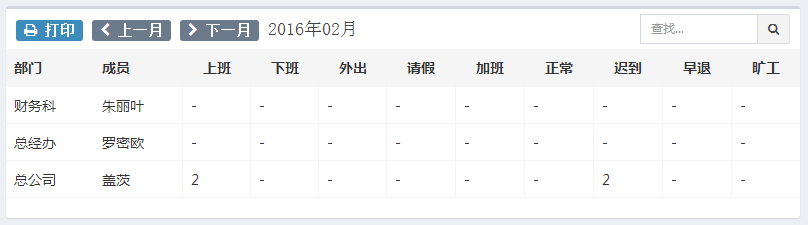 打印 上一月 下一月 2016年02月 查找...
部门 成员 上班 下班 外出 请假 加班 正常 迟到 早退 旷工
财务科 朱丽叶 - - - - - - - - -
总经办 罗密欧 - - - - - - - - -
总公司 盖茨 2 - - - - - 2 - -